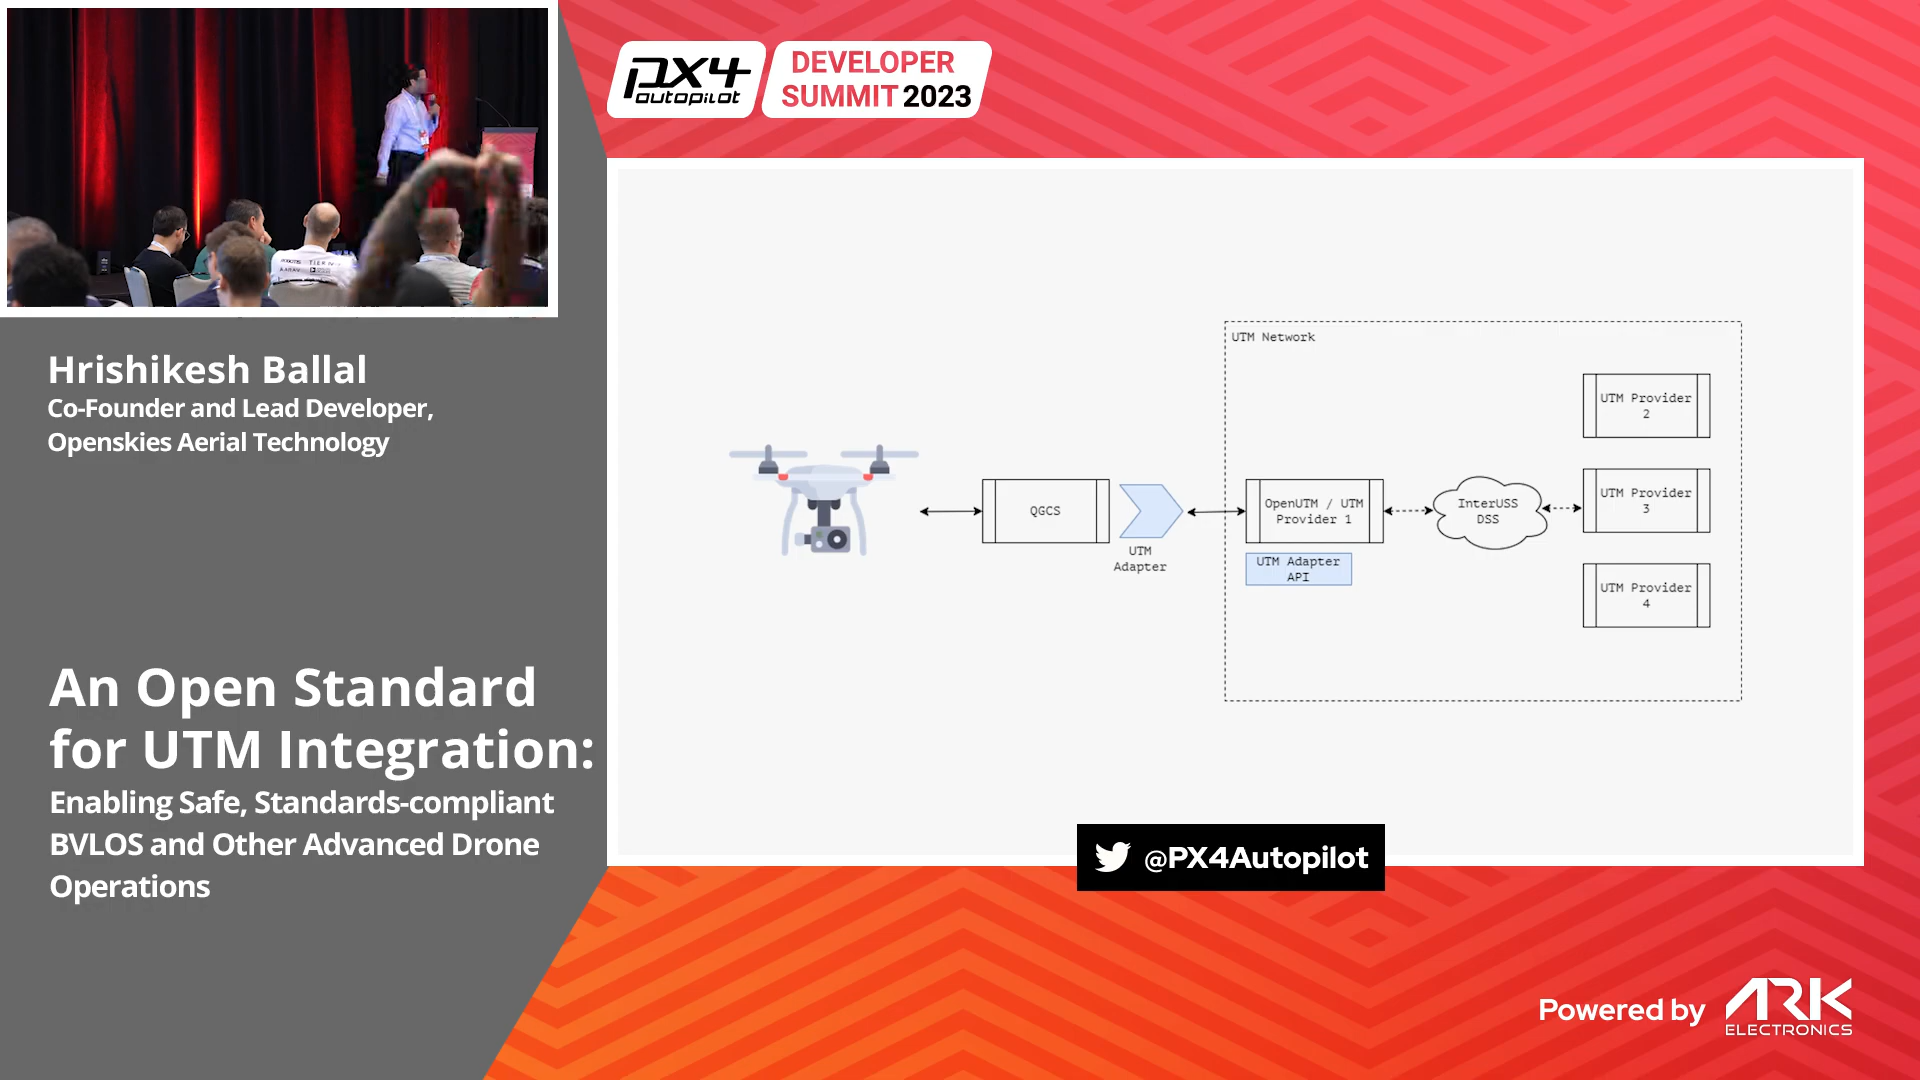 px4
autopilot
DEVELOPER
SUMMIT 2023
Hrishikesh Ballal
Co-Founder and Lead Developer,
Openskies Aerial Technology
An Open Standard
for UTM Integration:
Enabling Safe, Standards-compliant
BVLOS and Other Advanced Drone
Operations
UTM Network
QGCS
UTM
Adapter
OpenUTM / UTM
Provider 1
UTM Adapter
API
InterUSS
DSS
UTM Provider
2
UTM Provider
3
UTM Provider
4
@PX4Autopilot
Powered by
ARK
ELECTRONICS